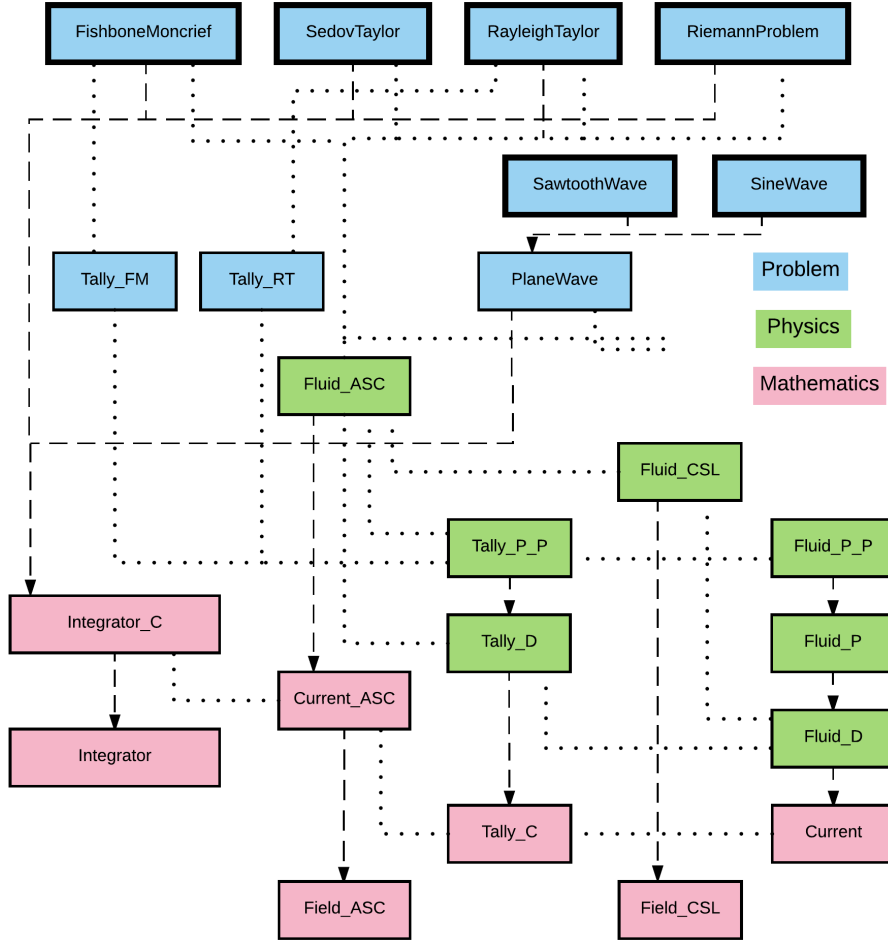 FishboneMoncrief
SedovTaylor
RayleighTaylor
RiemannProblem
SawtoothWave
SineWave
Tally_FM
Tally_RT
PlaneWave
Problem
Physics
Fluid_ASC
Mathematics
Fluid_CSL
Tally_P_P
Fluid_P_P
Integrator_C
Tally_D
Fluid_P
Current_ASC
Integrator
Fluid_D
Tally_C
Current
Field_ASC
Field_CSL